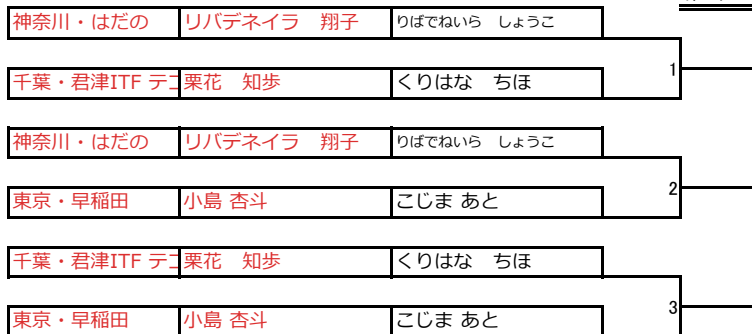 神奈川・はだの リバデネイラ 翔子 りばでねいら しょうこ
1
千葉・君津ITF テコ 栗花 知歩 くりはな ちほ
神奈川・はだの リバデネイラ 翔子 りばでねいら しょうこ
2
東京・早稲田 小島 杏斗 こじま あと
千葉・君津ITF テコ 栗花 知歩 くりはな ちほ
3
東京・早稲田 小島 杏斗 こじま あと